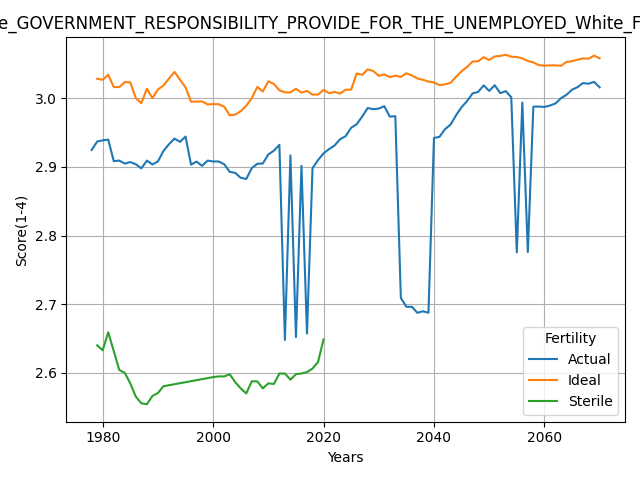 GOVERNMENT_RESPONSIBILITY_PROVIDE_FOR_THE_UNEMPLOYED_White_F
3.0
2.9
2.8
2.7
2.6
Score(1-4)
1980 2000 2020 2040 2060
Years
Fertility
Actual
Ideal
Sterile